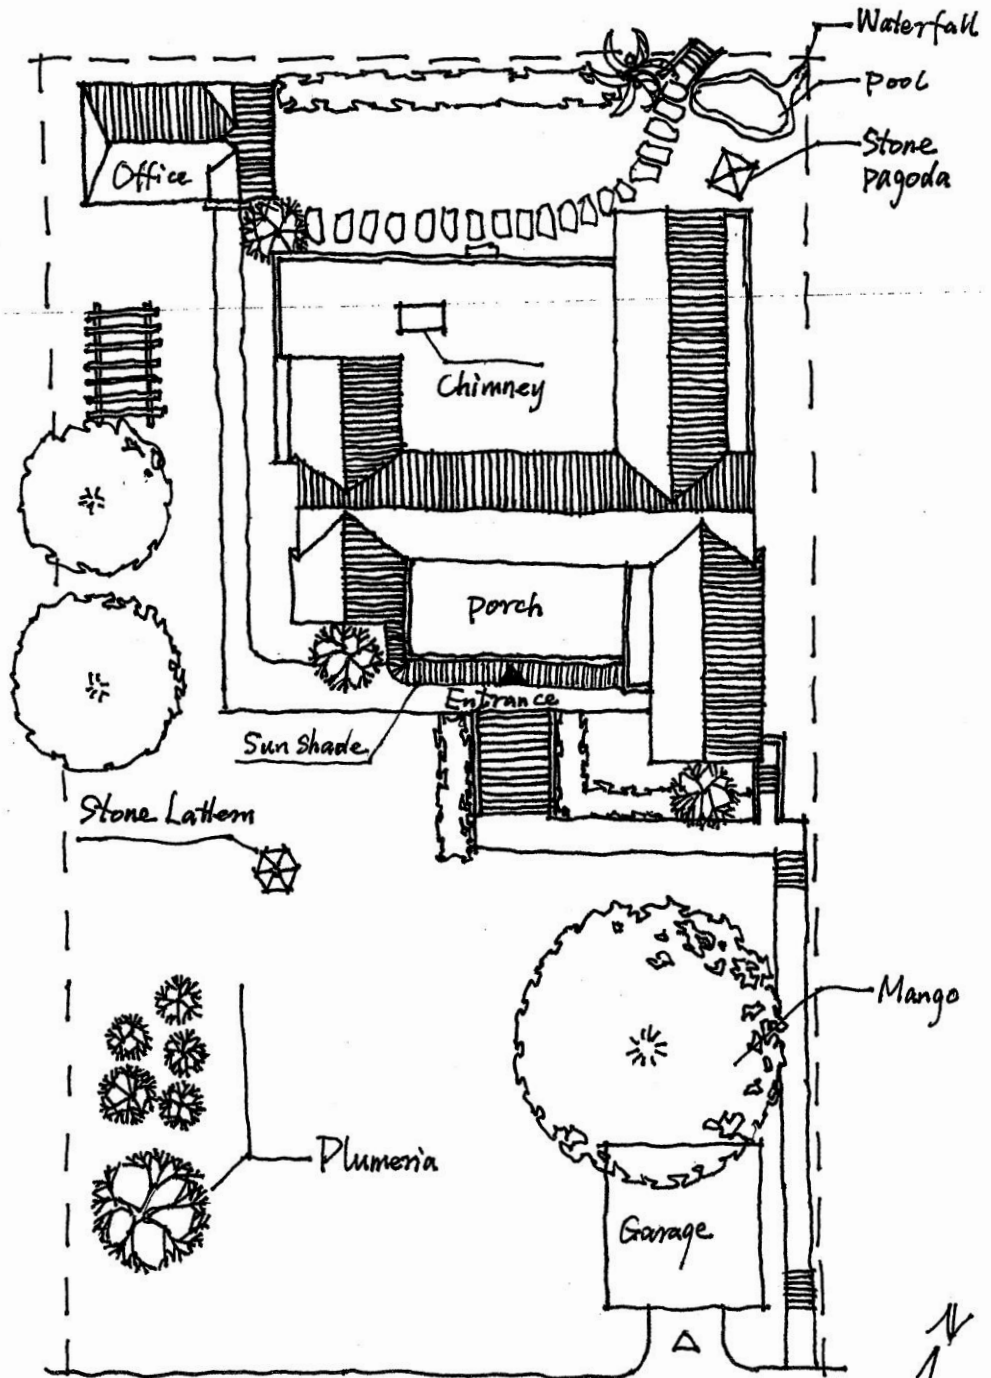 Waterfall
Pool
Stone
pagoda
Office
Chimney
Porch
Entrance
Sun shade
Stone Lattern
Mango
Plumeria
Garage
N